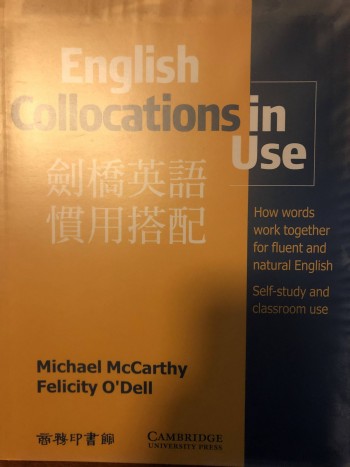 English
Collocations in
Use
劍橋英語
慣用搭配
How words
work together
for fluent and
natural English
Self-study and
classroom use
Michael McCarthy
Felicity O'Dell
商務印書館
CAMBRIDGE
UNIVERSITY PRESS